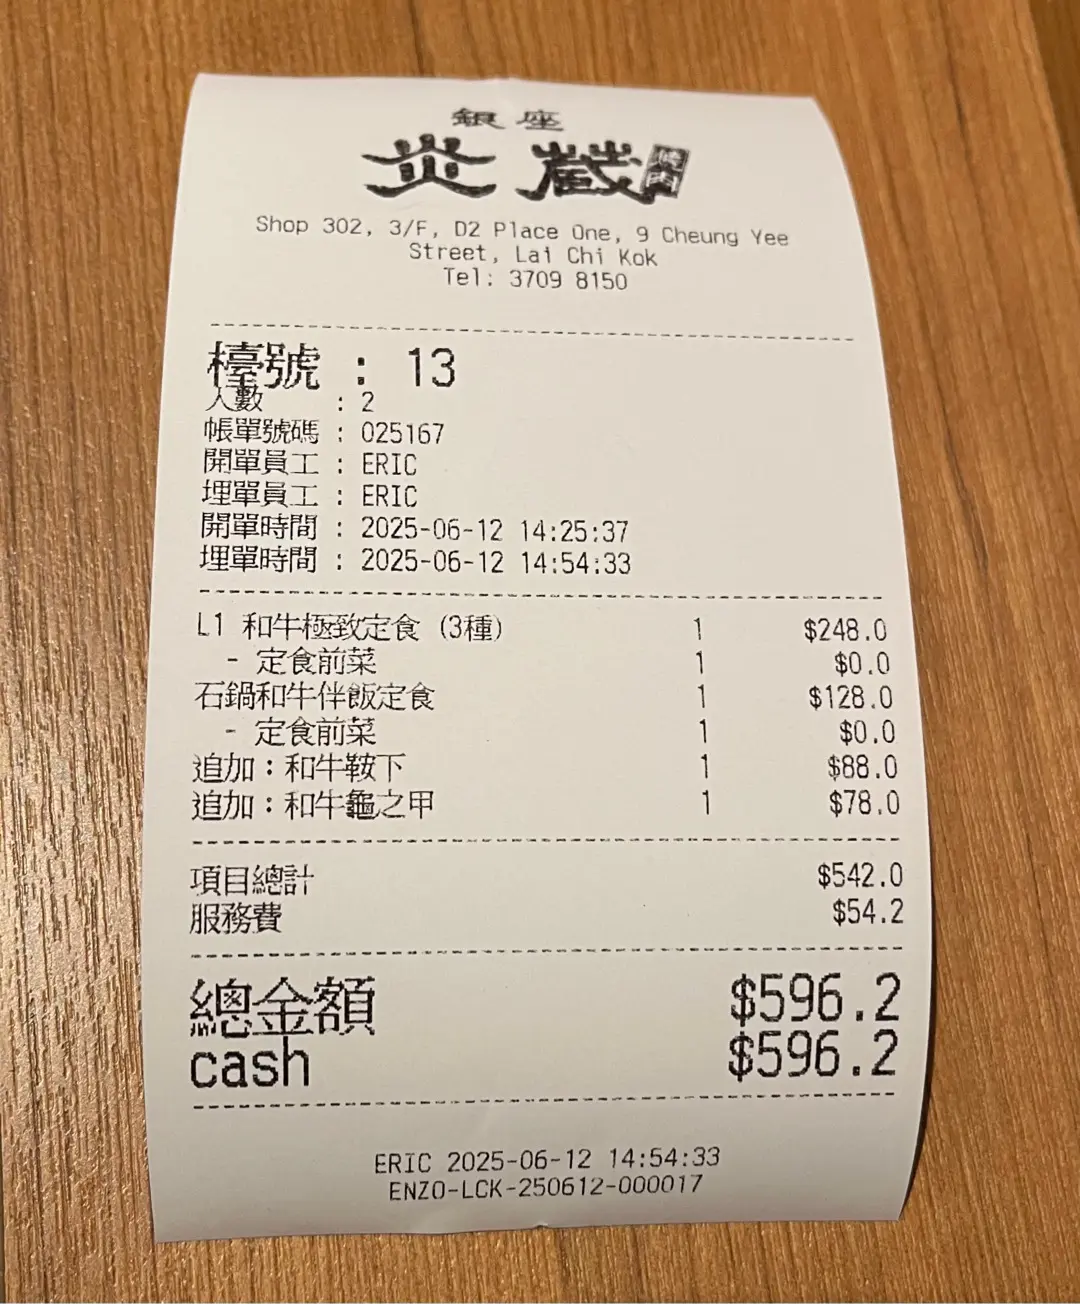 銀座
炎蔵 焼肉
Shop 302, 3/F, D2 Place One, 9 Cheung Yee
Street, Lai Chi Kok
Tel: 3709 8150
檯號 : 13
人數 : 2
帳單號碼 : 025167
開單員工 : ERIC
埋單員工 : ERIC
開單時間 : 2025-06-12 14:25:37
埋單時間 : 2025-06-12 14:54:33
L1 和牛極致定食 (3種) 1 $248.0
- 定食前菜 1 $0.0
石鍋和牛伴飯定食 1 $128.0
- 定食前菜 1 $0.0
追加：和牛鞍下 1 $88.0
追加：和牛龜之甲 1 $78.0
項目總計 $542.0
服務費 $54.2
總金額 $596.2
cash $596.2
ERIC 2025-06-12 14:54:33
ENZO-LCK-250612-000017